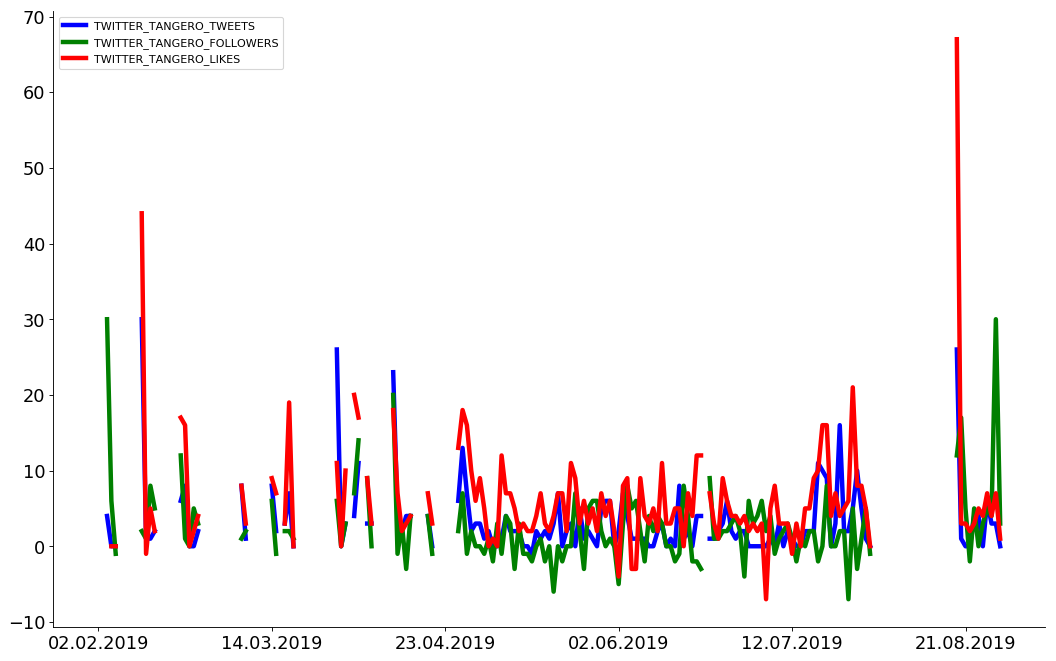 TWITTER_TANGERO_TWEETS
TWITTER_TANGERO_FOLLOWERS
TWITTER_TANGERO_LIKES
70
60
50
40
30
20
10
0
−10
02.02.2019 14.03.2019 23.04.2019 02.06.2019 12.07.2019 21.08.2019